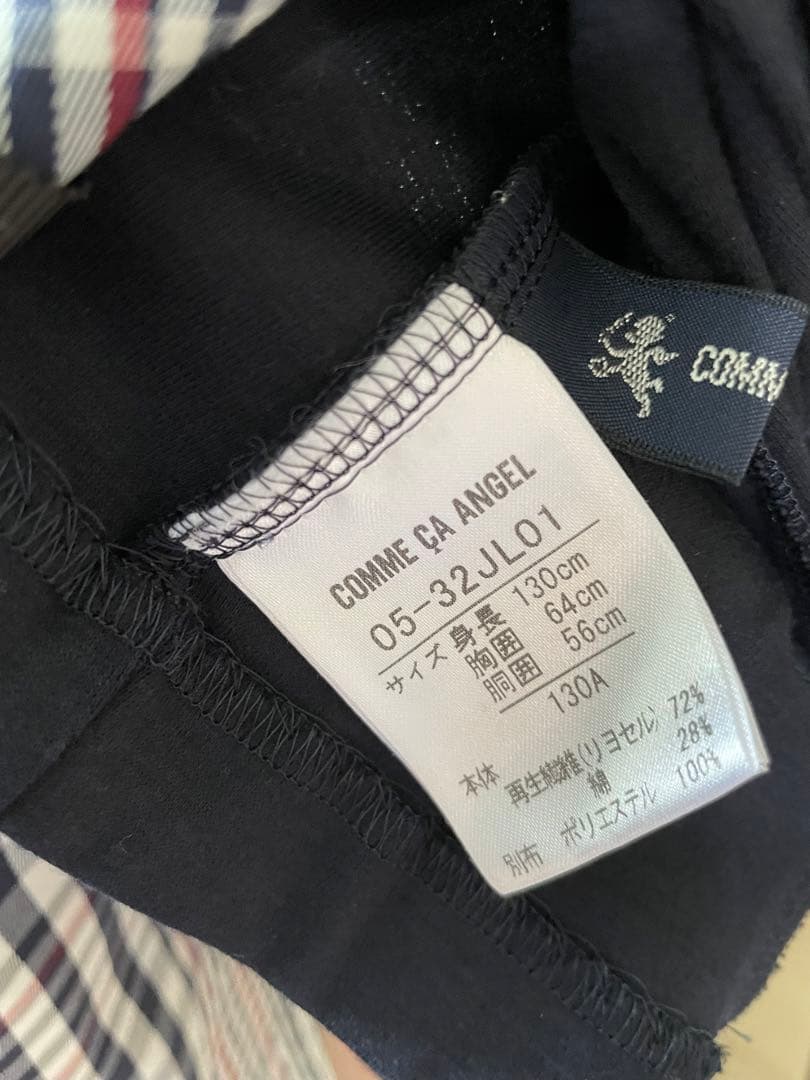 COMME ÇA ANGEL
05-32JL01
サイズ 身長 130cm
胸囲 64cm
胴囲 56cm
130A
本体 再生繊維(リヨセル) 72%
綿 28%
別布 ポリエステル 100%
COMM